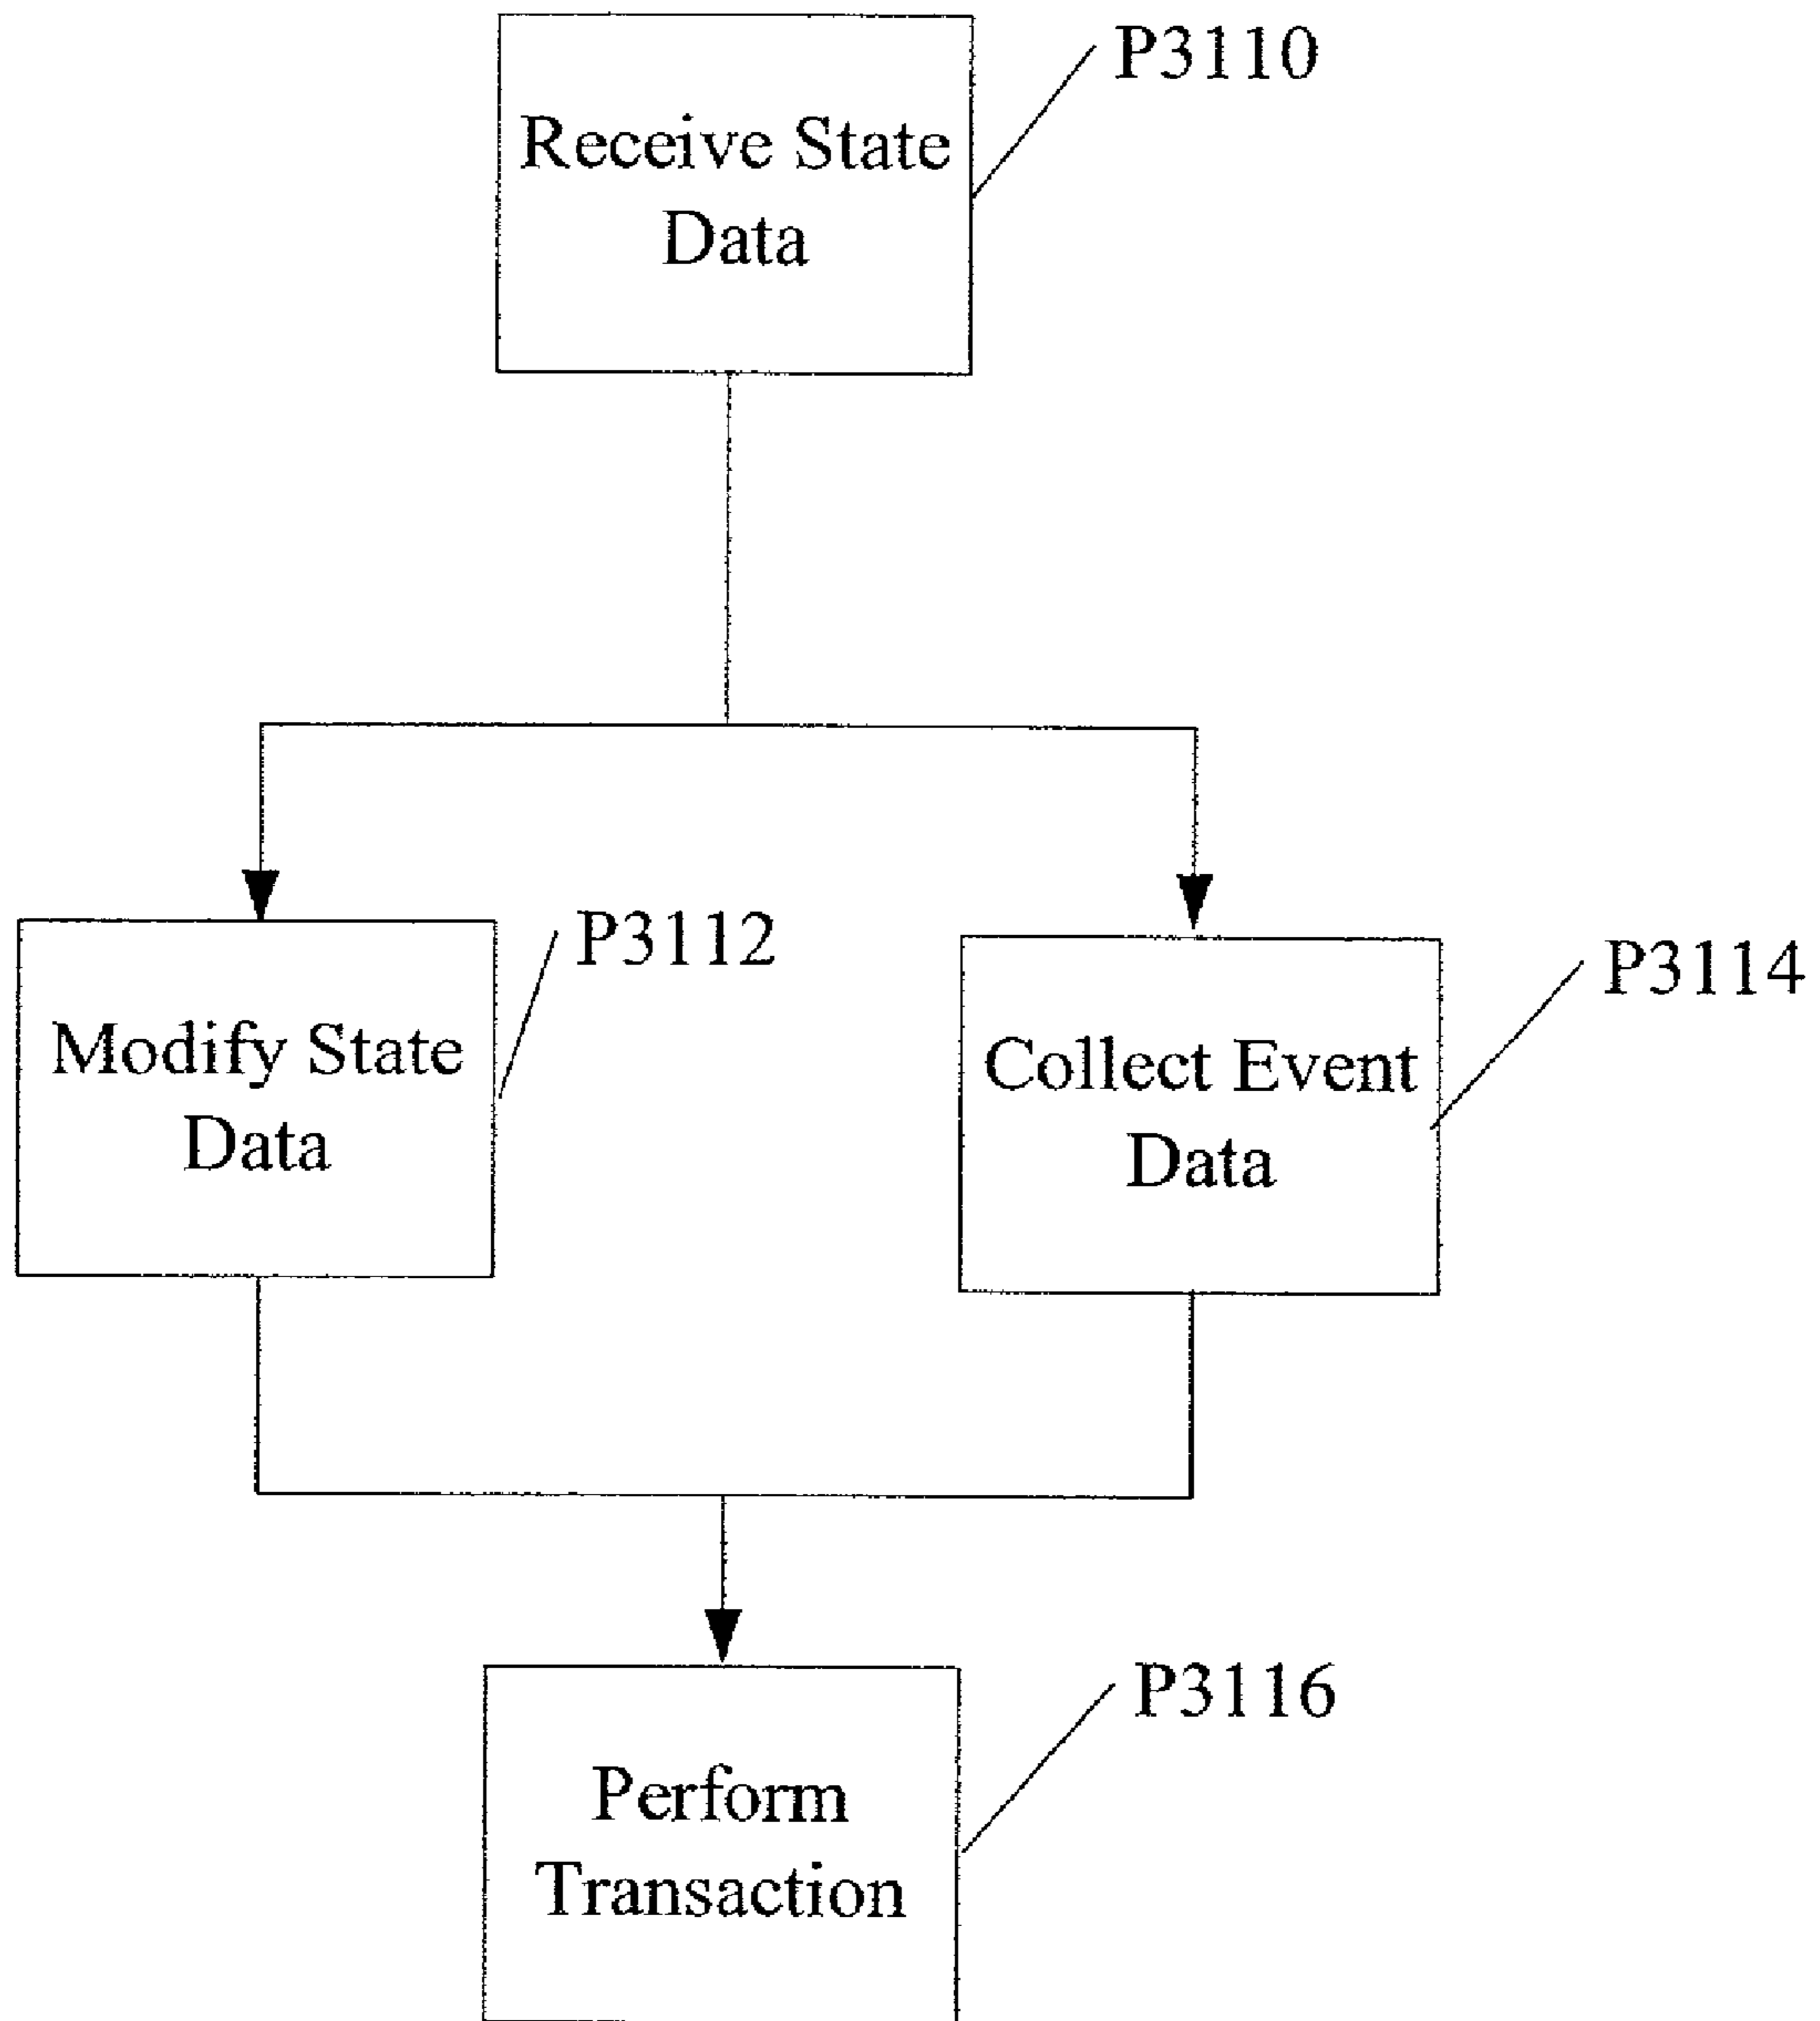 P3110
Receive State
Data
P3112
P3114
Modify State
Data
Collect Event
Data
P3116
Perform
Transaction